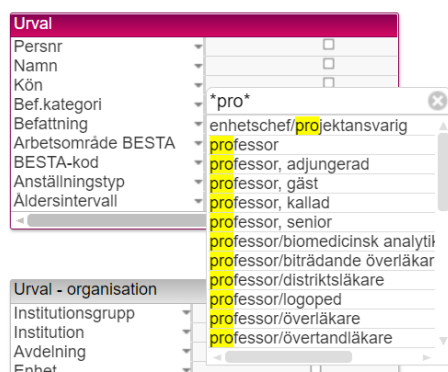 Urval
Persnr
Namn
Kön
Bef.kategori
Befattning
Arbetsområde BESTA
BESTA-kod
Anställningstyp
Åldersintervall
*pro*
enhetschef/projektansvarig
professor
professor, adjungerad
professor, gäst
professor, kallad
professor, senior
professor/biomedicinsk analytik
professor/biträdande överläkar
professor/distriktsläkare
professor/logoped
professor/överläkare
professor/övertandläkare
Urval - organisation
Institutionsgrupp
Institution
Avdelning
Enhet